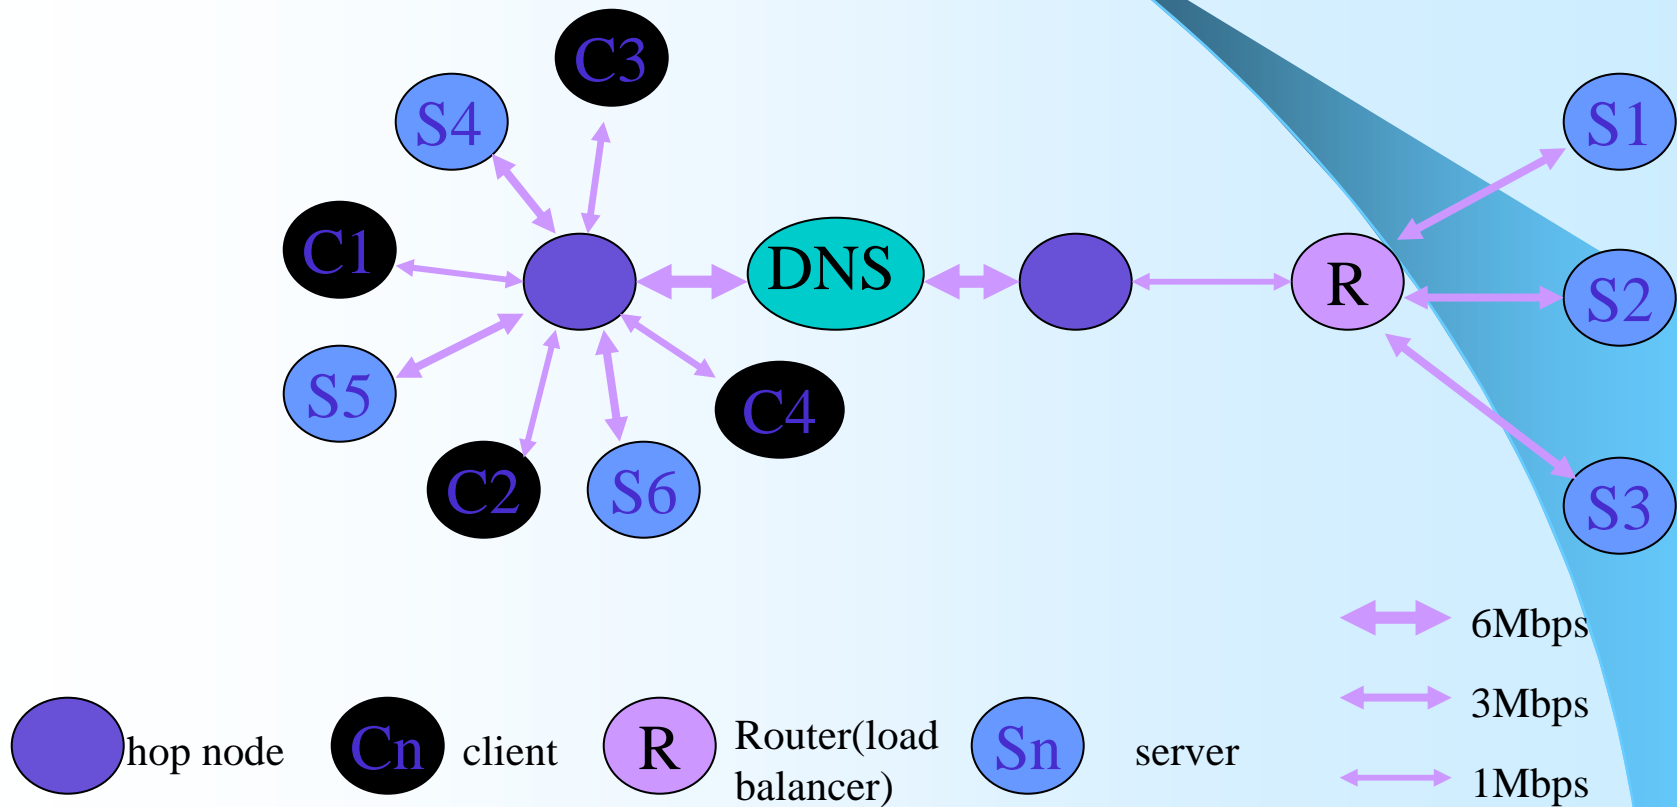 C3
S4
S1
C1
DNS
R
S2
S5
C4
C2
S6
S3
6Mbps
3Mbps
1Mbps
hop node
Cn
client
R
Router(load
balancer)
Sn
server